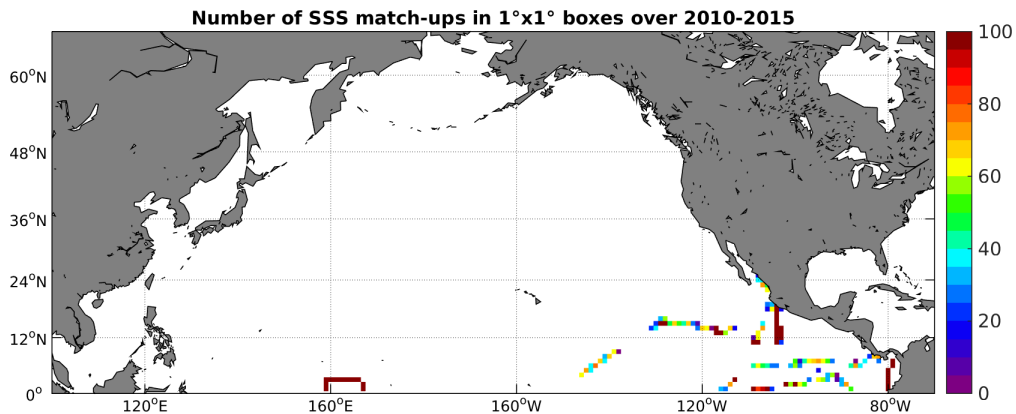 Number of SSS match-ups in 1°x1° boxes over 2010-2015
60°N
48°N
36°N
24°N
12°N
0°
120°E
160°E
160°W
120°W
80°W
100
80
60
40
20
0